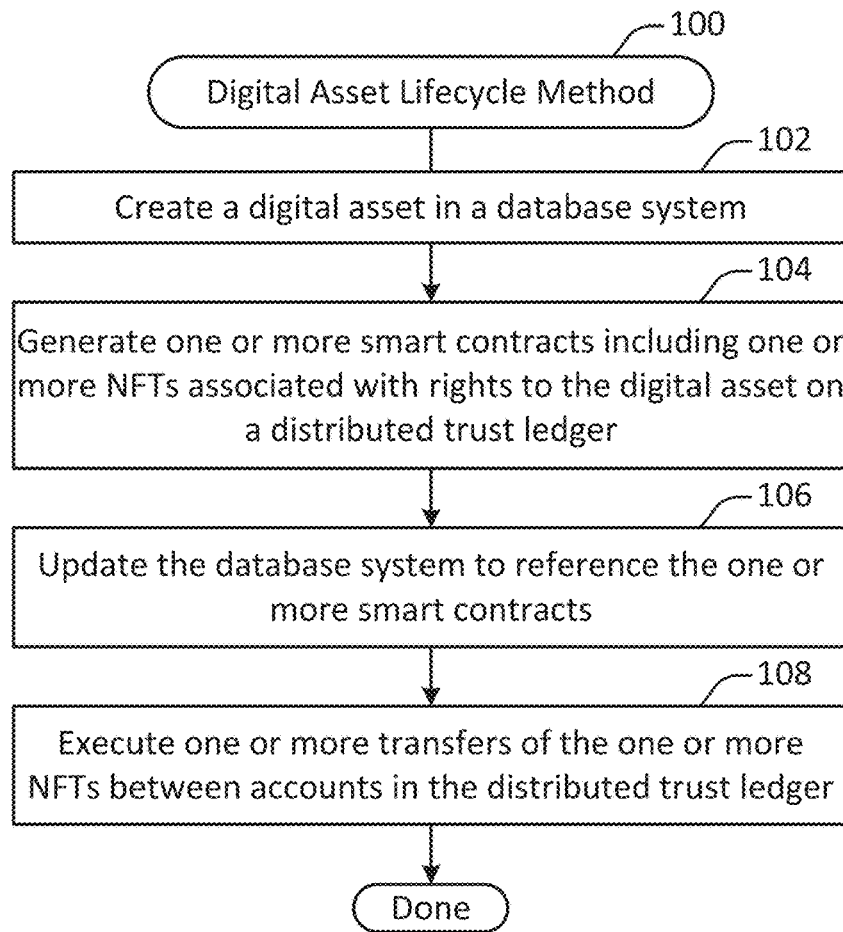 100
Digital Asset Lifecycle Method
102
Create a digital asset in a database system
104
Generate one or more smart contracts including one or
more NFTs associated with rights to the digital asset on
a distributed trust ledger
106
Update the database system to reference the one or
more smart contracts
108
Execute one or more transfers of the one or more
NFTs between accounts in the distributed trust ledger
Done